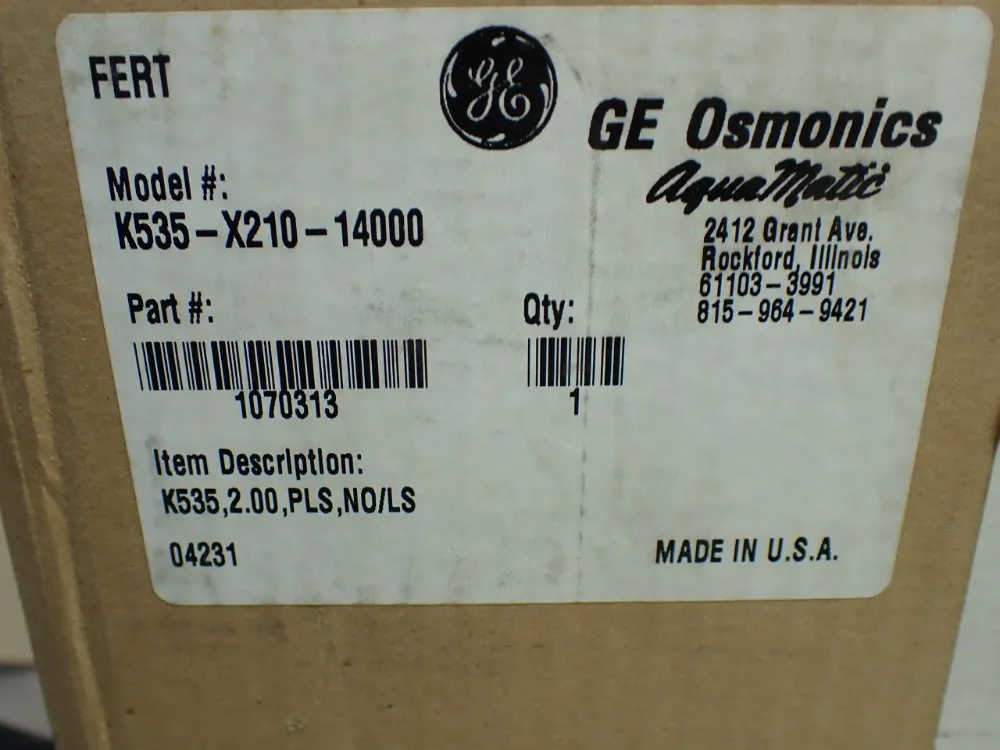 FERT
GE
GE Osmonics
AquaMatic
2412 Grant Ave.
Rockford, Illinois
61103-3991
815-964-9421
Model #:
K535-X210-14000
Part #:
1070313
Qty:
1
Item Description:
K535,2.00,PLS,NO/LS
04231
MADE IN U.S.A.